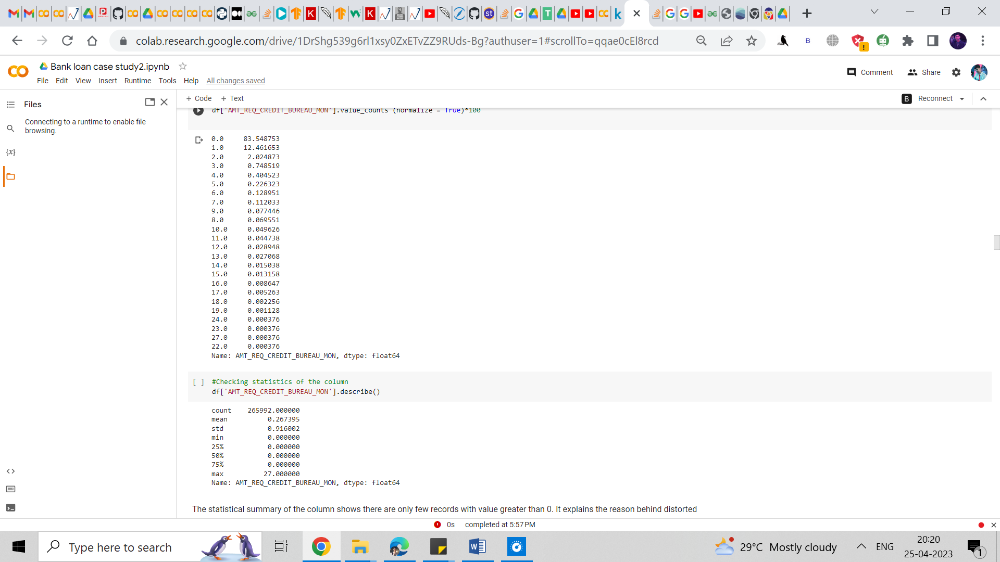 colab.research.google.com/drive/1DrShg539g6rl1xsy0ZxETvZZ9RUds-Bg?authuser=1#scrollTo=qqae0cEl8rcd
Bank loan case study2.ipynb
Comment Share
File Edit View Insert Runtime Tools Help All changes saved
Files
+ Code + Text
B Reconnect
df['AMT_REQ_CREDIT_BUREAU_MON'].value_counts (normalize = True)*100
Connecting to a runtime to enable file
browsing.
{x}
0.0 83.548753
1.0 12.461653
2.0 2.024873
3.0 0.748519
4.0 0.404523
5.0 0.226323
6.0 0.128951
7.0 0.112033
9.0 0.077446
8.0 0.069551
10.0 0.049626
11.0 0.044738
12.0 0.028948
13.0 0.027068
14.0 0.015038
15.0 0.013158
16.0 0.008647
17.0 0.005263
18.0 0.002256
19.0 0.001128
24.0 0.000376
23.0 0.000376
27.0 0.000376
22.0 0.000376
Name: AMT_REQ_CREDIT_BUREAU_MON, dtype: float64
[ ] #Checking statistics of the column
df['AMT_REQ_CREDIT_BUREAU_MON'].describe()
count 265992.000000
mean 0.267395
std 0.916002
min 0.000000
25% 0.000000
50% 0.000000
75% 0.000000
max 27.000000
Name: AMT_REQ_CREDIT_BUREAU_MON, dtype: float64
The statistical summary of the column shows there are only few records with value greater than 0. It explains the reason behind distorted
0s completed at 5:57 PM
Type here to search
29°C Mostly cloudy
ENG
20:20
25-04-2023
1